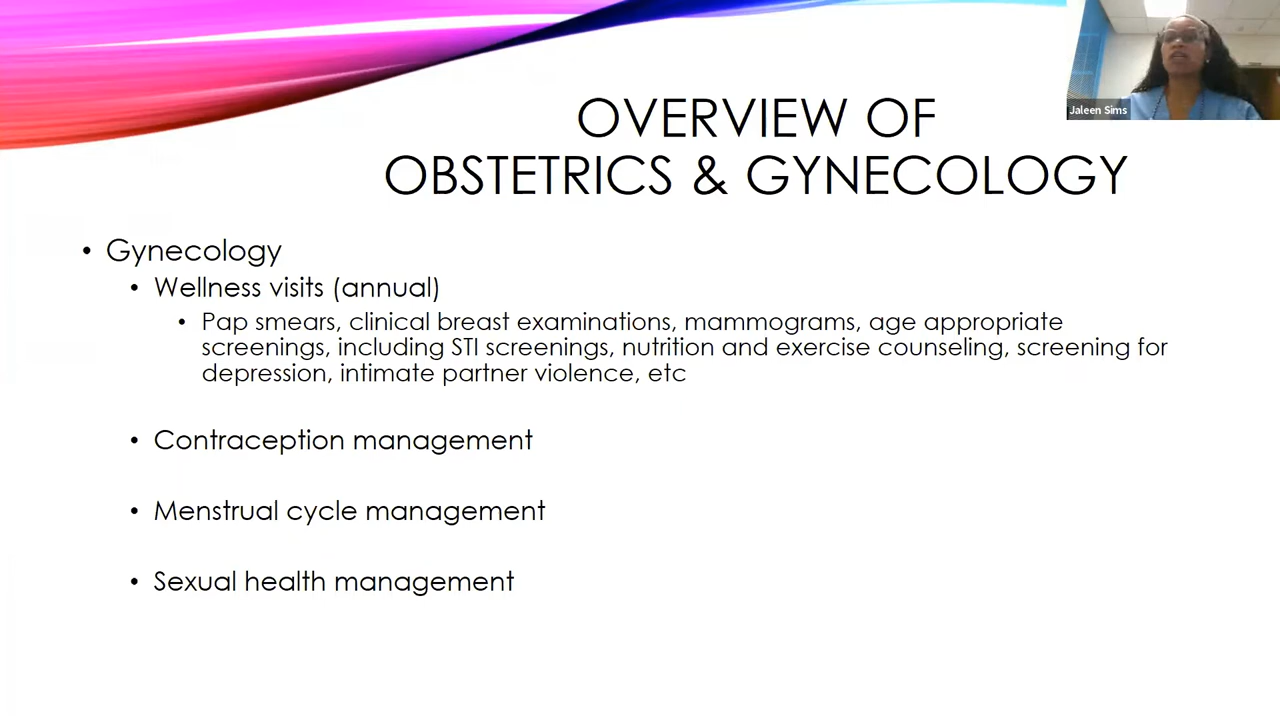 Jaleen Sims
OVERVIEW OF
OBSTETRICS & GYNECOLOGY
• Gynecology
• Wellness visits (annual)
• Pap smears, clinical breast examinations, mammograms, age appropriate
screenings, including STI screenings, nutrition and exercise counseling, screening for
depression, intimate partner violence, etc
• Contraception management
• Menstrual cycle management
• Sexual health management